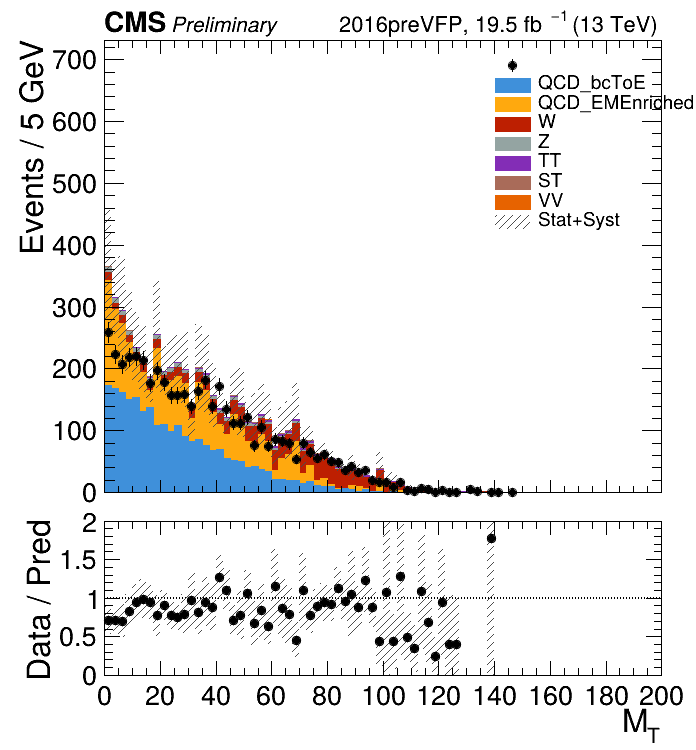 CMS Preliminary 2016preVFP, 19.5 fb⁻¹ (13 TeV)
Events / 5 GeV
700
600
500
400
300
200
100
0
QCD_bcToE
QCD_EMEnriched
W
Z
TT
ST
VV
Stat+Syst
Data / Pred
2
1.5
1
0.5
0
0 20 40 60 80 100 120 140 160 180 200
M_T